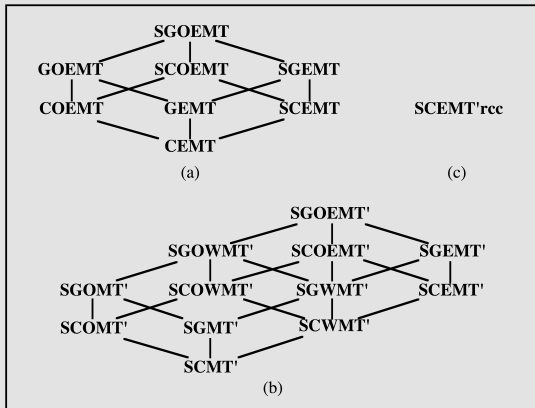 SGOEMT
GOEMT SCOEMT SGEMT
COEMT GEMT SCEMT SCEMT'rcc
CEMT
(a) (c)
SGOEMT'
SGOWMT' SCOEMT' SGEMT'
SGOMT' SCOWMT' SGWMT' SCEMT'
SCOMT' SGMT' SCWMT'
SCMT'
(b)